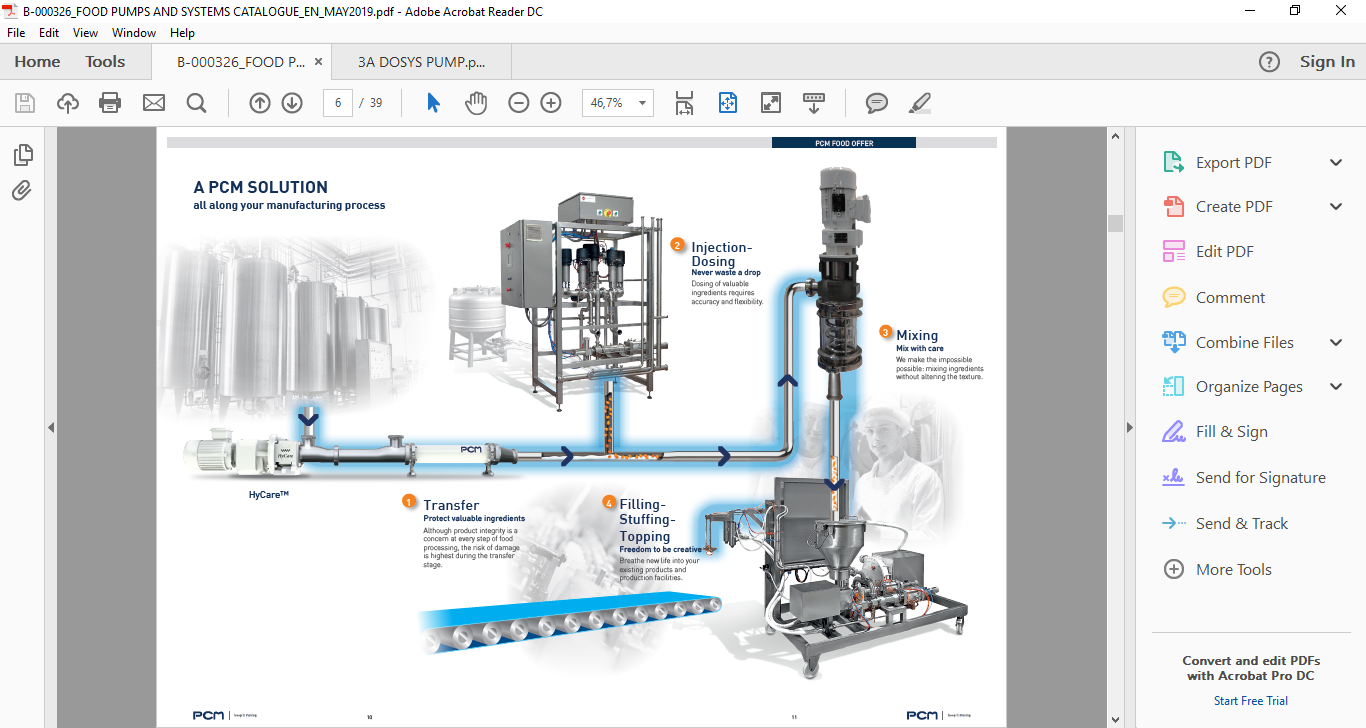 B-000326_FOOD PUMPS AND SYSTEMS CATALOGUE_EN_MAY2019.pdf - Adobe Acrobat Reader DC
File Edit View Window Help
Home Tools B-000326_FOOD P... × 3A DOSYS PUMP.p... ? Sign In
6 / 39 46,7%
PCM FOOD OFFER
A PCM SOLUTION
all along your manufacturing process
2 Injection-
Dosing
Never waste a drop
Dosing of valuable
ingredients requires
accuracy and flexibility.
3 Mixing
Mix with care
We make the impossible
possible: mixing ingredients
without altering the texture.
HyCare
PCM
HyCare™
1 Transfer
Protect valuable ingredients
Although product integrity is a
concern at every step of food
processing, the risk of damage
is highest during the transfer
stage.
4 Filling-
Stuffing-
Topping
Freedom to be creative
Breathe new life into your
existing products and
production facilities.
PCM
10
11
PCM
Export PDF
Create PDF
Edit PDF
Comment
Combine Files
Organize Pages
Fill & Sign
Send for Signature
Send & Track
More Tools
Convert and edit PDFs
with Acrobat Pro DC
Start Free Trial